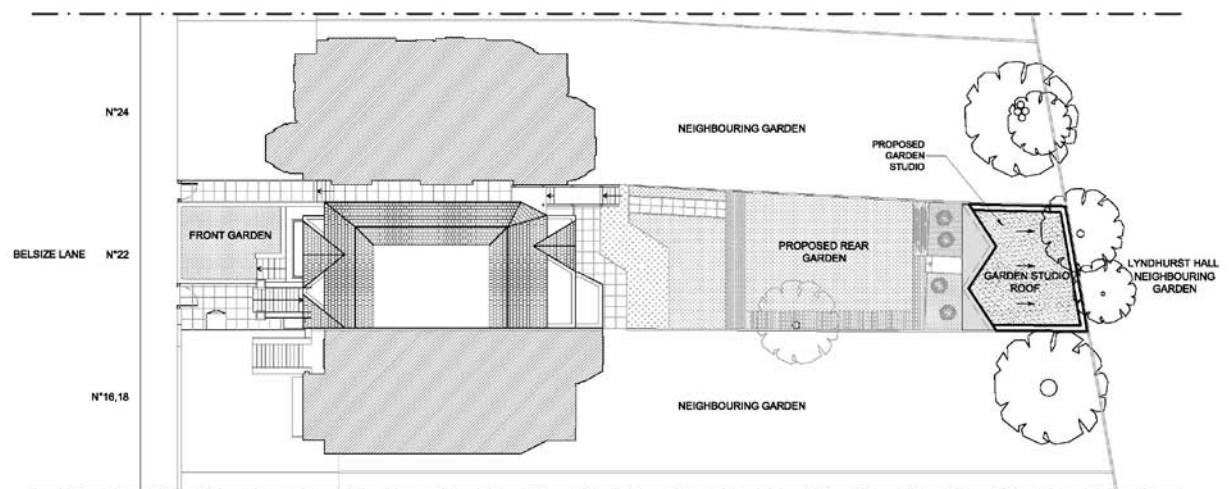 N°24
NEIGHBOURING GARDEN
PROPOSED
GARDEN
STUDIO
FRONT GARDEN
BELSIZE LANE
N°22
PROPOSED REAR
GARDEN
GARDEN STUDIO
ROOF
LYNDHURST HALL
NEIGHBOURING
GARDEN
N°16,18
NEIGHBOURING GARDEN